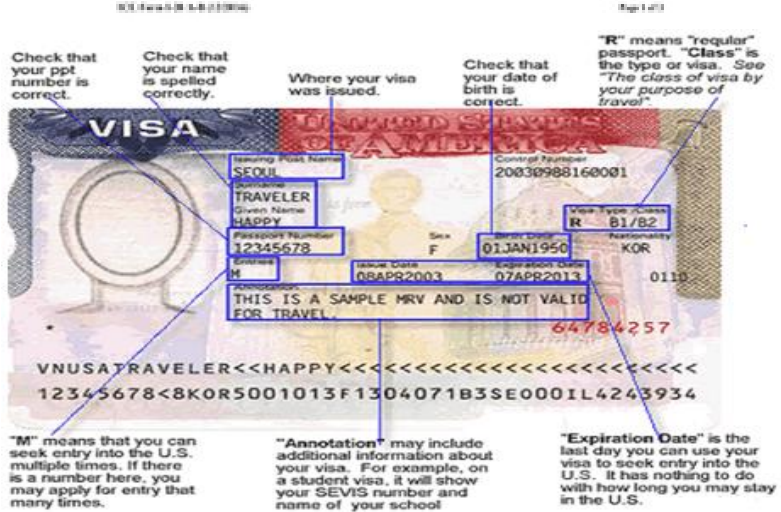 "R" means "reqular"
passport. "Class" is
the type or visa. See
"The class of visa by
your purpose of
travel".
Check that
your ppt
number is
correct.
Check that
your name
is spelled
correctly.
Where your visa
was issued.
Check that
your date of
birth is
correct.
VISA
UNITED STATES
OF AMERICA
Issuing Post Name
SEOUL
Control Number
20030988160001
Surname
TRAVELER
Given Name
HAPPY
Visa Type /Class
R B1/B2
Passport Number
12345678
Sex
F
Birth Date
01JAN1950
Nationality
KOR
Entries
M
Issue Date
08APR2003
Expiration Date
07APR2013
0110
Annotation
THIS IS A SAMPLE MRV AND IS NOT VALID
FOR TRAVEL.
64784257
VNUSATRAVELER<<HAPPY<<<<<<<<<<<<<<<<<<<<<<<<
12345678<8KOR5001013F1304071B3SEO00IL4243934
"M" means that you can
seek entry into the U.S.
multiple times. If there
is a number here, you
may apply for entry that
many times.
"Annotation" may include
additional information about
your visa. For example, on
a student visa, it will show
your SEVIS number and
name of your school
"Expiration Date" is the
last day you can use your
visa to seek entry into the
U.S. It has nothing to do
with how long you may stay
in the U.S.